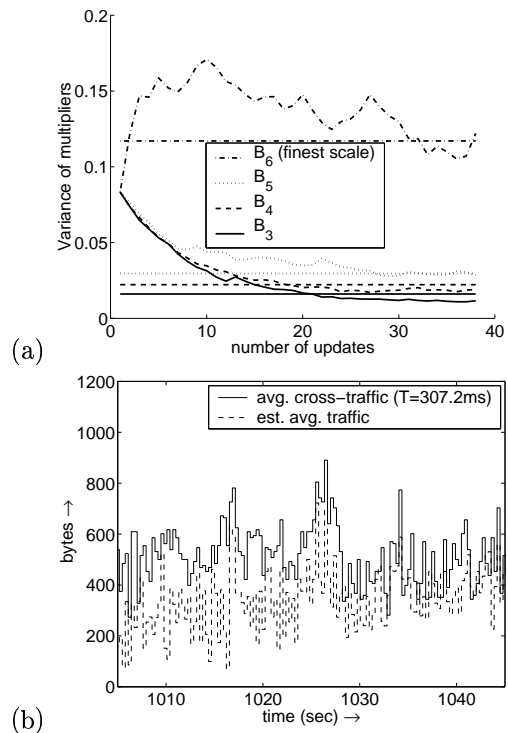 0.2
0.15
0.1
0.05
0
Variance of multipliers
B6 (finest scale)
B5
B4
B3
0 10 20 30 40
number of updates
(a)
1200
1000
800
600
400
200
0
bytes →
avg. cross−traffic (T=307.2ms)
est. avg. traffic
1010 1020 1030 1040
time (sec) →
(b)